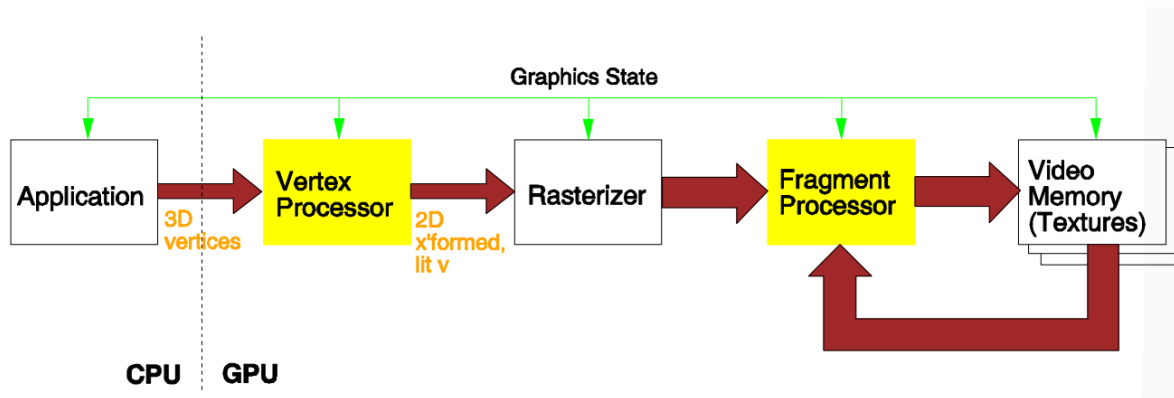 Graphics State
Application
Vertex
Processor
Rasterizer
Fragment
Processor
Video
Memory
(Textures)
3D
vertices
2D
x'formed,
lit v
CPU
GPU